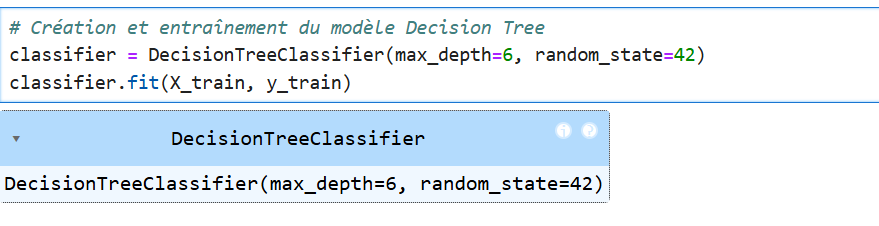 # Création et entraînement du modèle Decision Tree
classifier = DecisionTreeClassifier(max_depth=6, random_state=42)
classifier.fit(X_train, y_train)
DecisionTreeClassifier
i ?
DecisionTreeClassifier(max_depth=6, random_state=42)